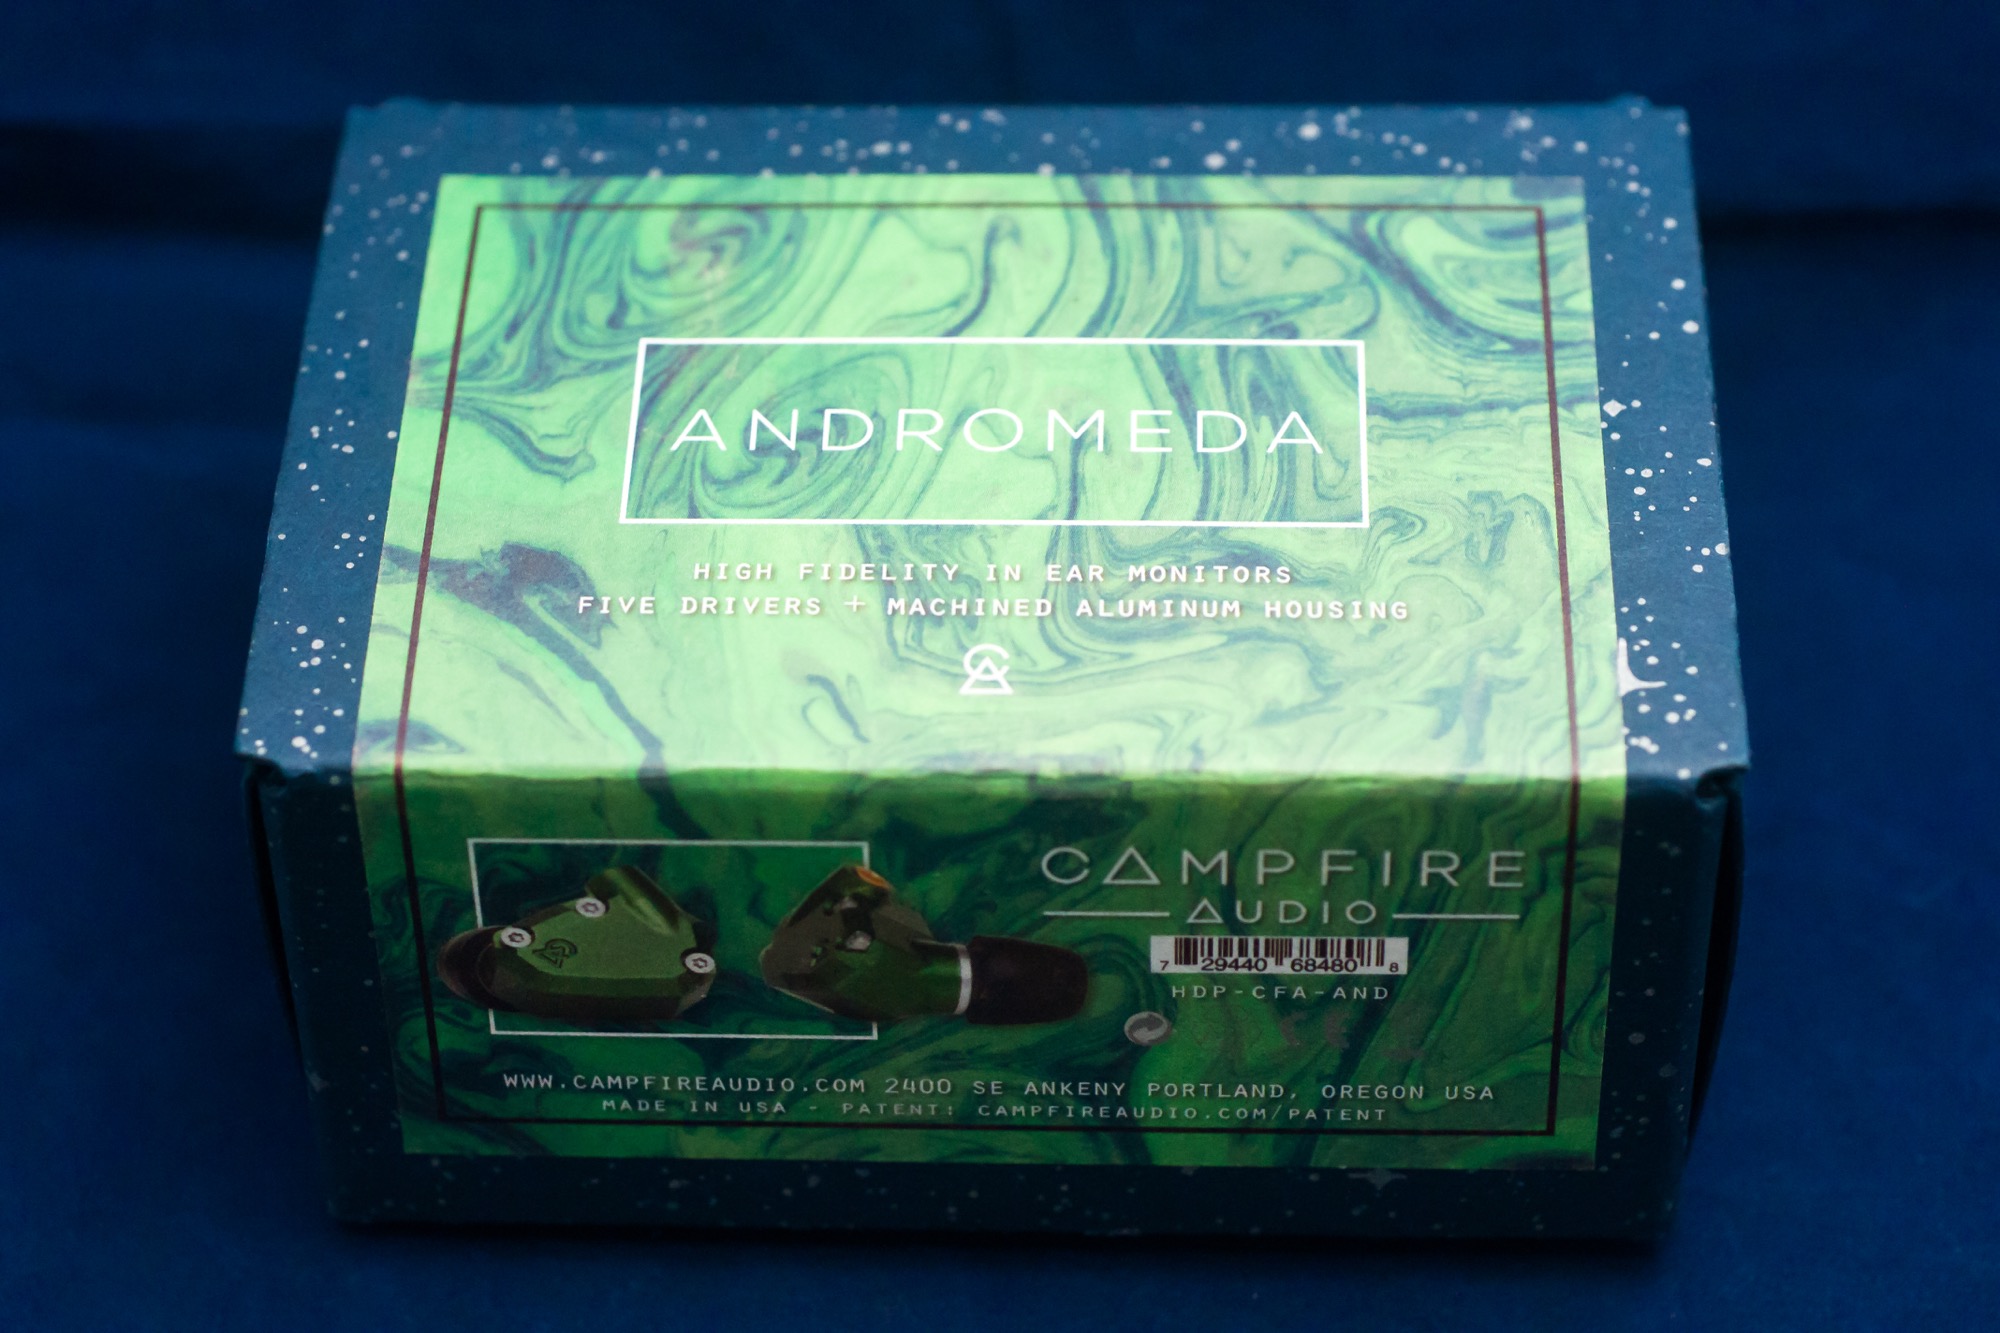 ANDROMEDA
HIGH FIDELITY IN EAR MONITORS
FIVE DRIVERS + MACHINED ALUMINUM HOUSING
CA
CAMPFIRE
AUDIO
7 29440 68480 8
HDP-CFA-AND
WWW.CAMPFIREAUDIO.COM 2400 SE ANKENY PORTLAND, OREGON USA
MADE IN USA - PATENT: CAMPFIREAUDIO.COM/PATENT